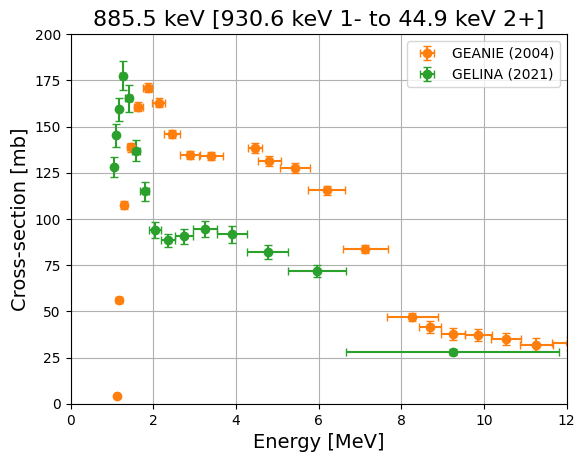 885.5 keV [930.6 keV 1- to 44.9 keV 2+]
GEANIE (2004)
GELINA (2021)
Cross-section [mb]
200
175
150
125
100
75
50
25
0
0 2 4 6 8 10 12
Energy [MeV]